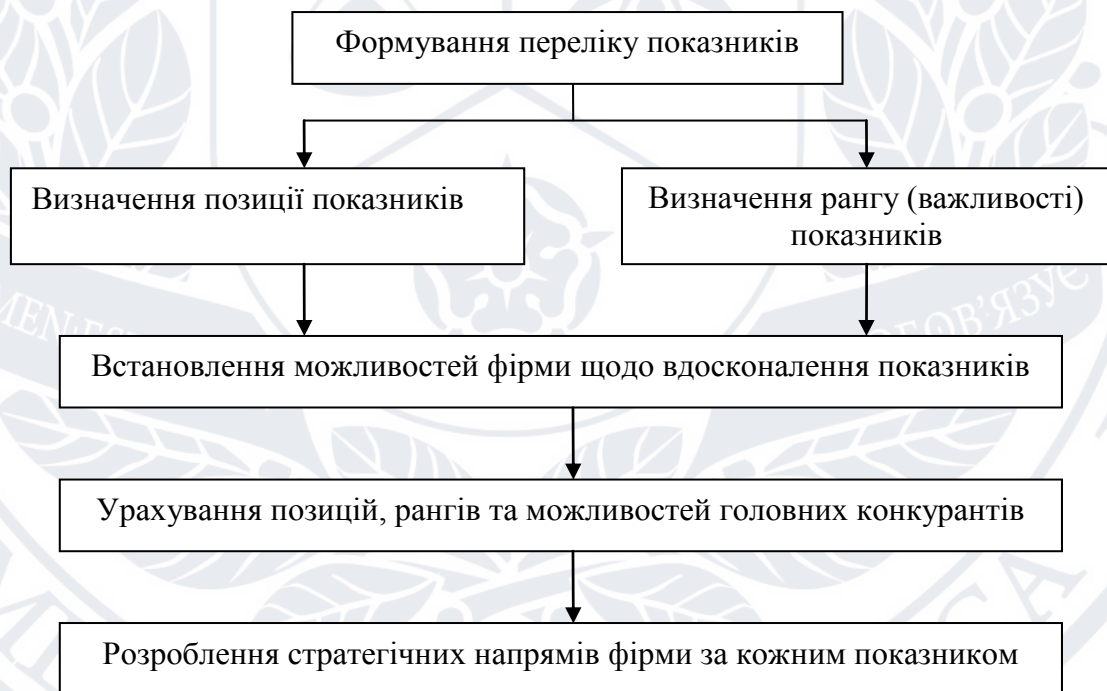 Формування переліку показників
Визначення позиції показників
Визначення рангу (важливості)
показників
Встановлення можливостей фірми щодо вдосконалення показників
Урахування позицій, рангів та можливостей головних конкурантів
Розроблення стратегічних напрямів фірми за кожним показником